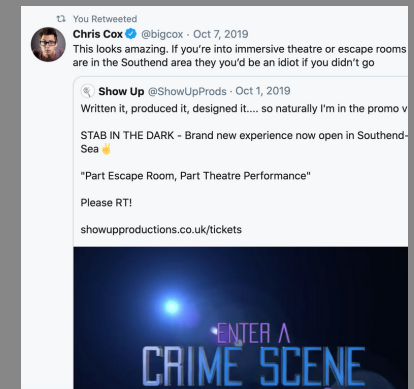 You Retweeted
Chris Cox @bigcox · Oct 7, 2019
This looks amazing. If you're into immersive theatre or escape rooms
are in the Southend area they you'd be an idiot if you didn't go
Show Up @ShowUpProds · Oct 1, 2019
Written it, produced it, designed it.... so naturally I'm in the promo v
STAB IN THE DARK - Brand new experience now open in Southend-
Sea ✌
"Part Escape Room, Part Theatre Performance"
Please RT!
showupproductions.co.uk/tickets
ENTER A
CRIME SCENE